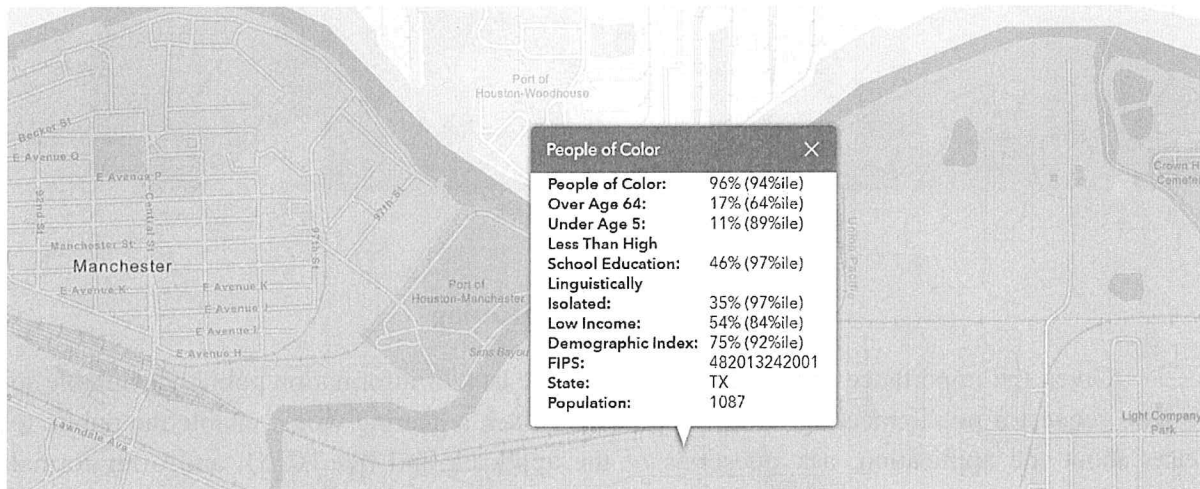 Port of
Houston-Woodhouse
Becker St
E Avenue Q
E Avenue P
92nd St
Central St
97th St
97th St
Manchester St
Manchester
E Avenue K
E Avenue K
E Avenue J
E Avenue I
E Avenue H
Port of
Houston-Manchester
Sims Bayou
Lawndale Ave
People of Color X
People of Color: 96% (94%ile)
Over Age 64: 17% (64%ile)
Under Age 5: 11% (89%ile)
Less Than High
School Education: 46% (97%ile)
Linguistically
Isolated: 35% (97%ile)
Low Income: 54% (84%ile)
Demographic Index: 75% (92%ile)
FIPS: 482013242001
State: TX
Population: 1087
Union Pacific
Crown H
Cemete
Light Company
Park